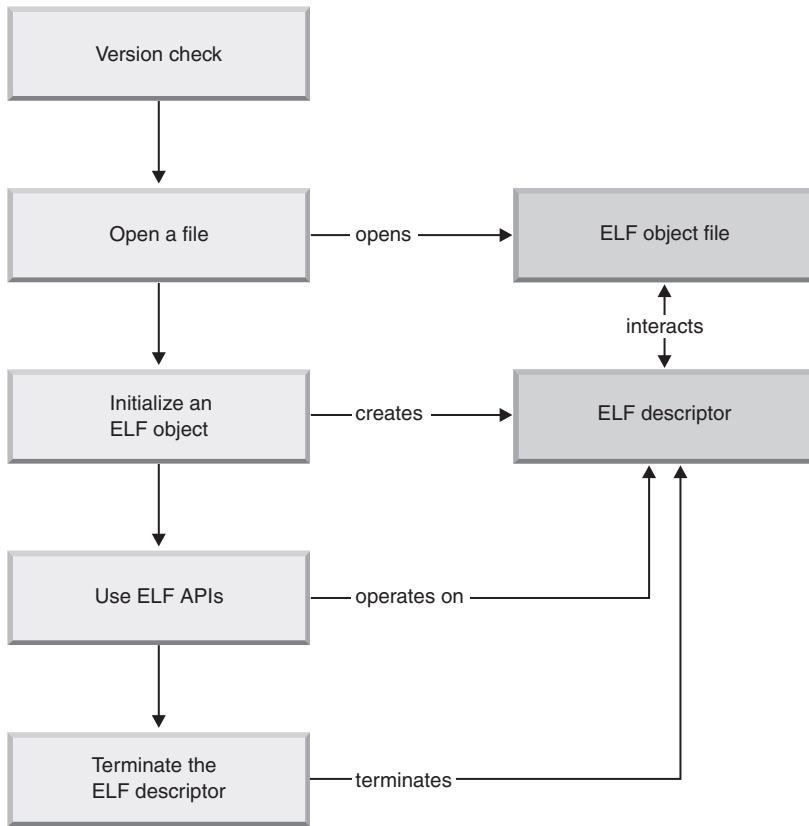 Version check
Open a file
opens
ELF object file
interacts
Initialize an
ELF object
creates
ELF descriptor
Use ELF APIs
operates on
Terminate the
ELF descriptor
terminates